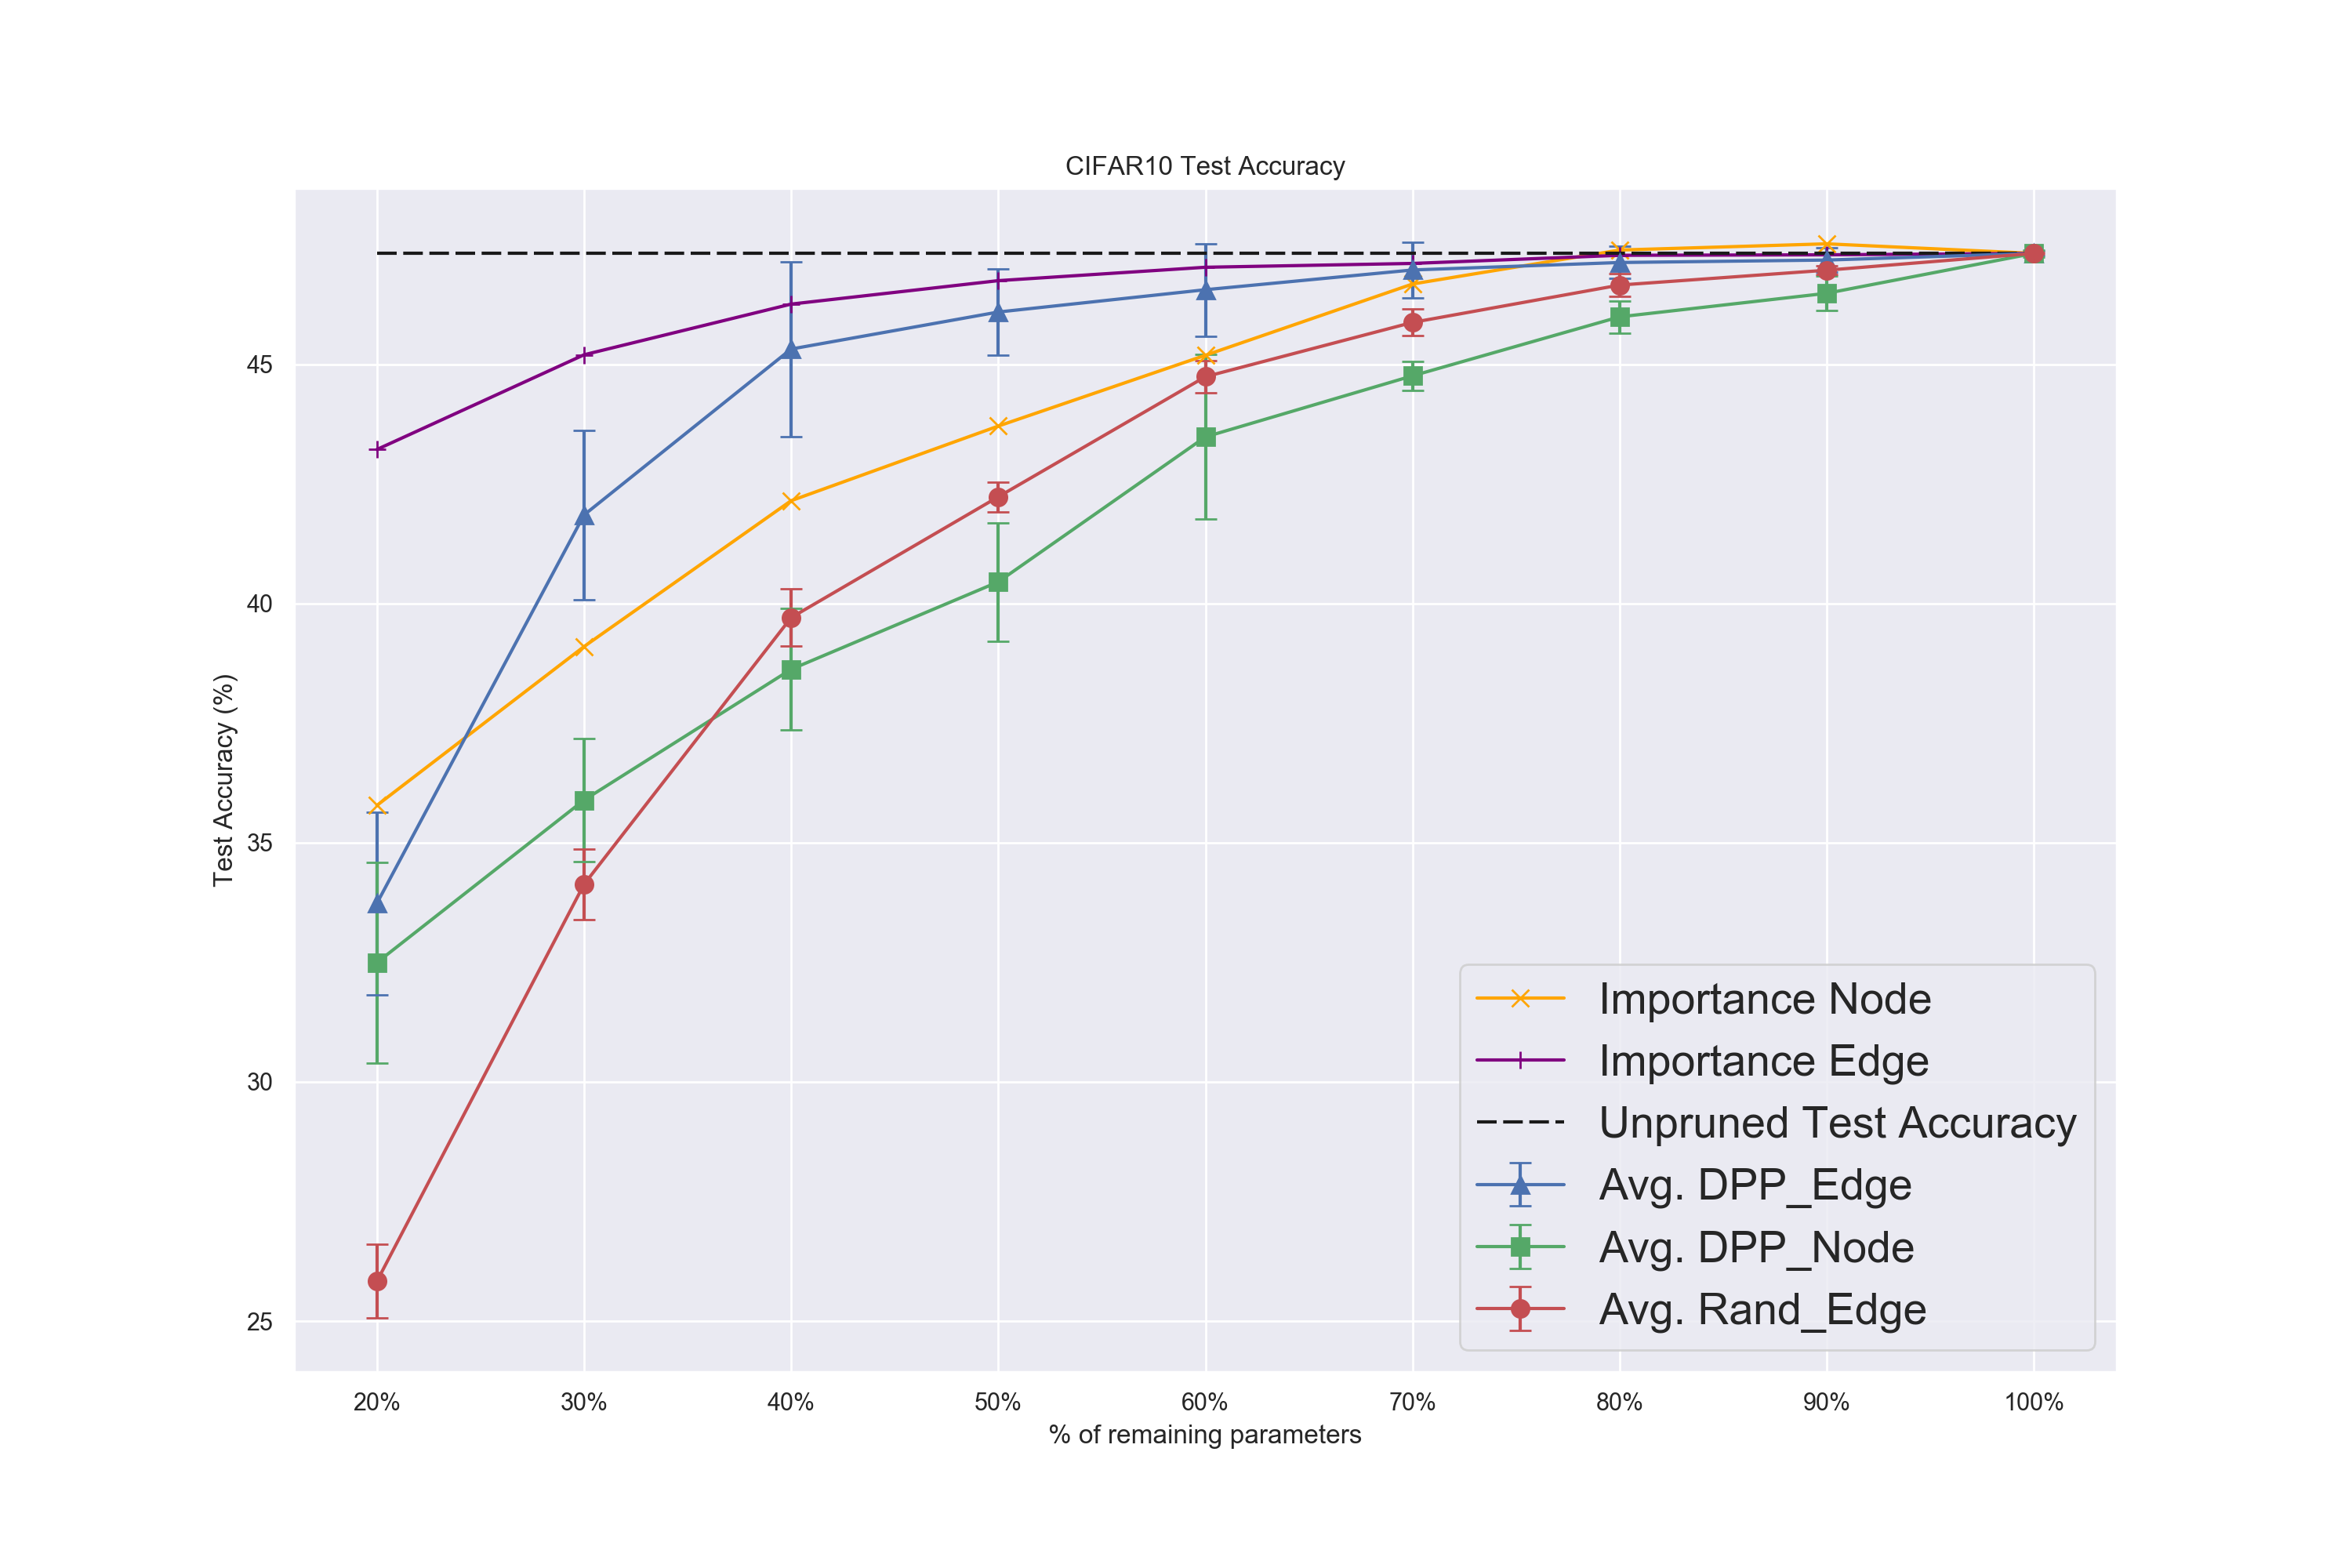 CIFAR10 Test Accuracy
Test Accuracy (%)
45
40
35
30
25
Importance Node
Importance Edge
Unpruned Test Accuracy
Avg. DPP_Edge
Avg. DPP_Node
Avg. Rand_Edge
20% 30% 40% 50% 60% 70% 80% 90% 100%
% of remaining parameters